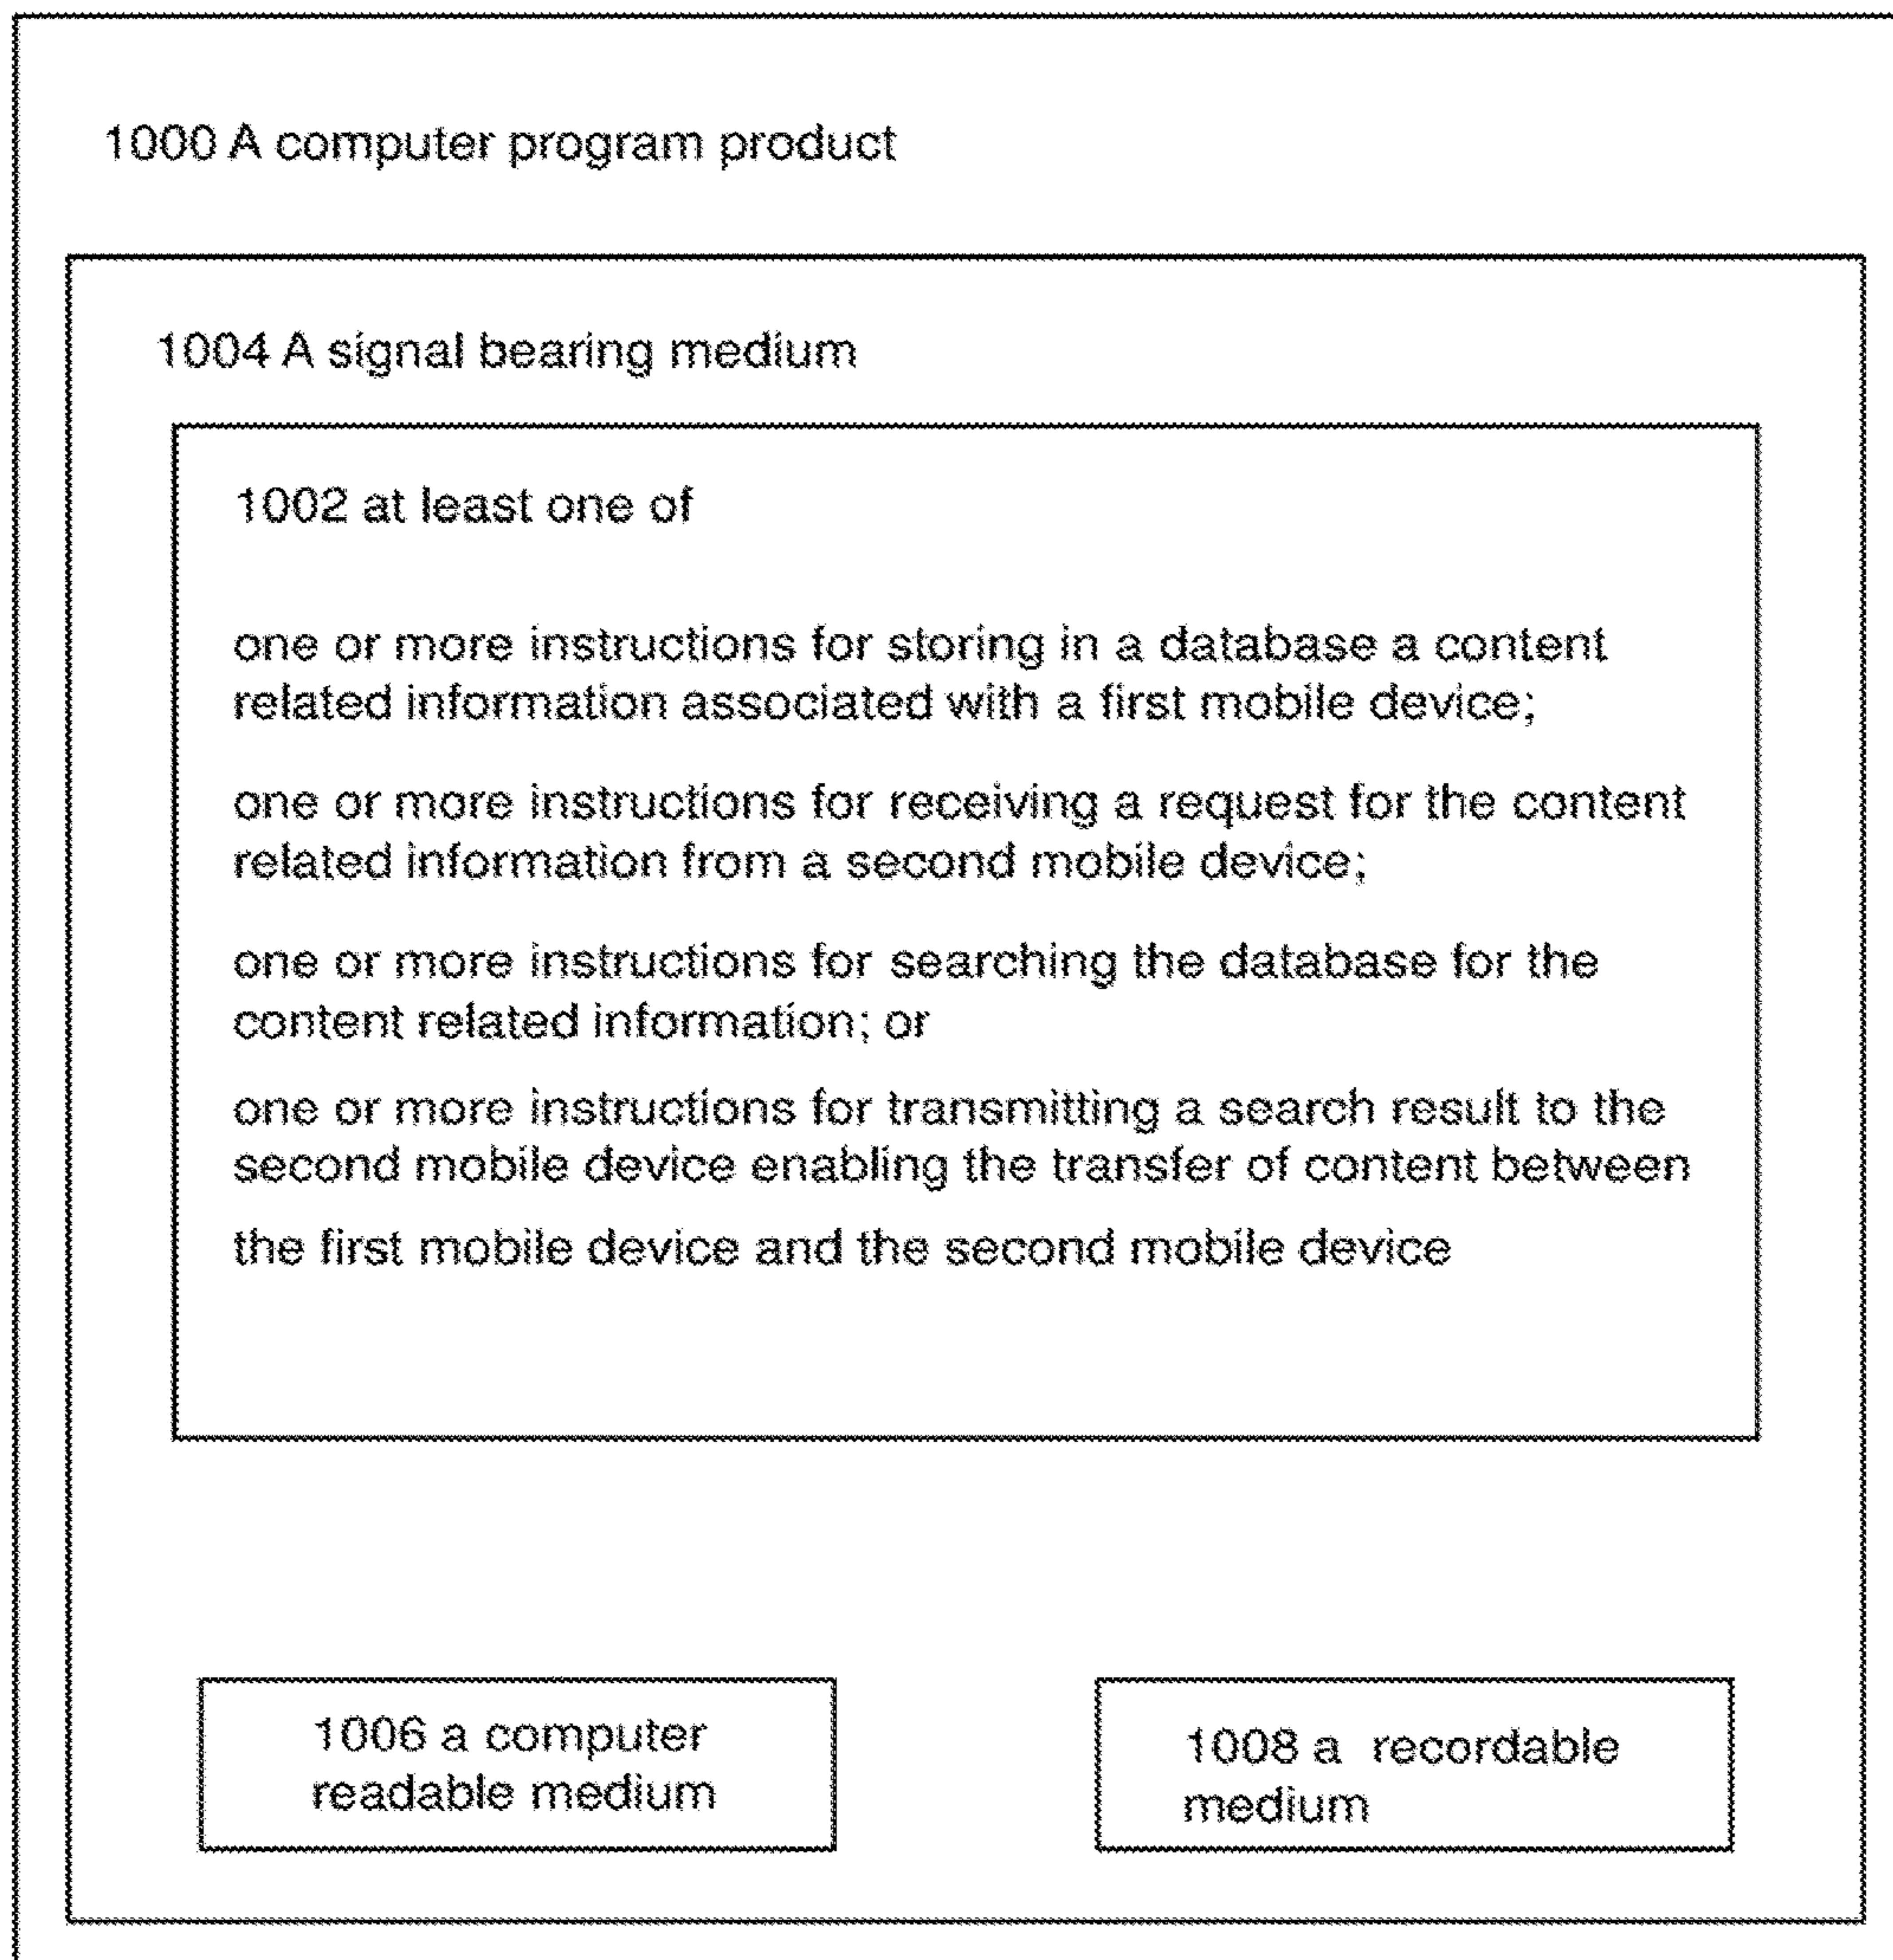 1000 A computer program product
1004 A signal bearing medium
1002 at least one of
one or more instructions for storing in a database a content
related information associated with a first mobile device;
one or more instructions for receiving a request for the content
related information from a second mobile device;
one or more instructions for searching the database for the
content related information; or
one or more instructions for transmitting a search result to the
second mobile device enabling the transfer of content between
the first mobile device and the second mobile device
1006 a computer
readable medium
1008 a recordable
medium